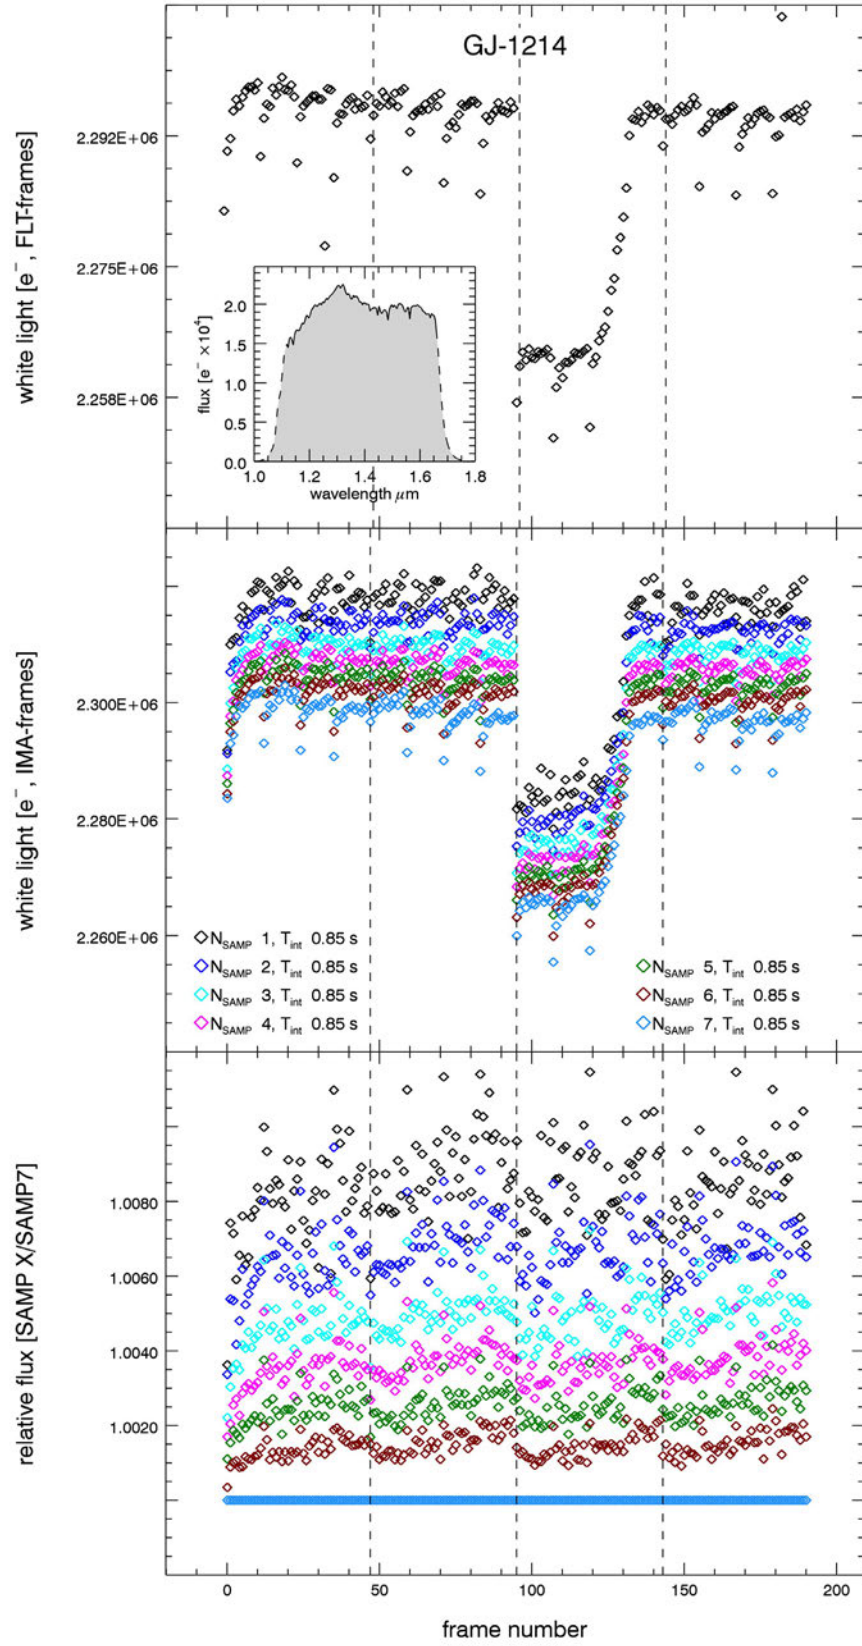 GJ-1214
white light [e⁻, FLT-frames]
2.292E+06
2.275E+06
2.258E+06
flux [e⁻ ×10⁴]
2.0
1.5
1.0
0.5
0.0
1.0 1.2 1.4 1.6 1.8
wavelength μm
white light [e⁻, IMA-frames]
2.300E+06
2.280E+06
2.260E+06
N_SAMP 1, T_int 0.85 s
N_SAMP 2, T_int 0.85 s
N_SAMP 3, T_int 0.85 s
N_SAMP 4, T_int 0.85 s
N_SAMP 5, T_int 0.85 s
N_SAMP 6, T_int 0.85 s
N_SAMP 7, T_int 0.85 s
relative flux [SAMP X/SAMP7]
1.0080
1.0060
1.0040
1.0020
0 50 100 150 200
frame number